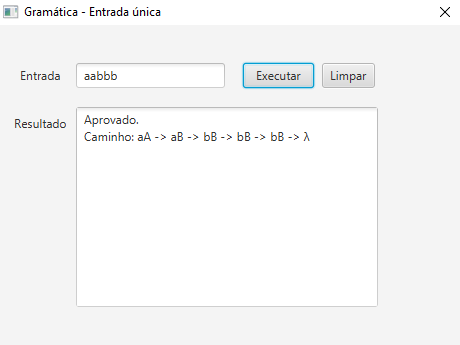 Gramática - Entrada única
Entrada aabbb Executar Limpar
Resultado Aprovado.
Caminho: aA -> aB -> bB -> bB -> bB -> λ